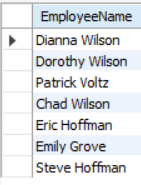 EmployeeName
Dianna Wilson
Dorothy Wilson
Patrick Voltz
Chad Wilson
Eric Hoffman
Emily Grove
Steve Hoffman